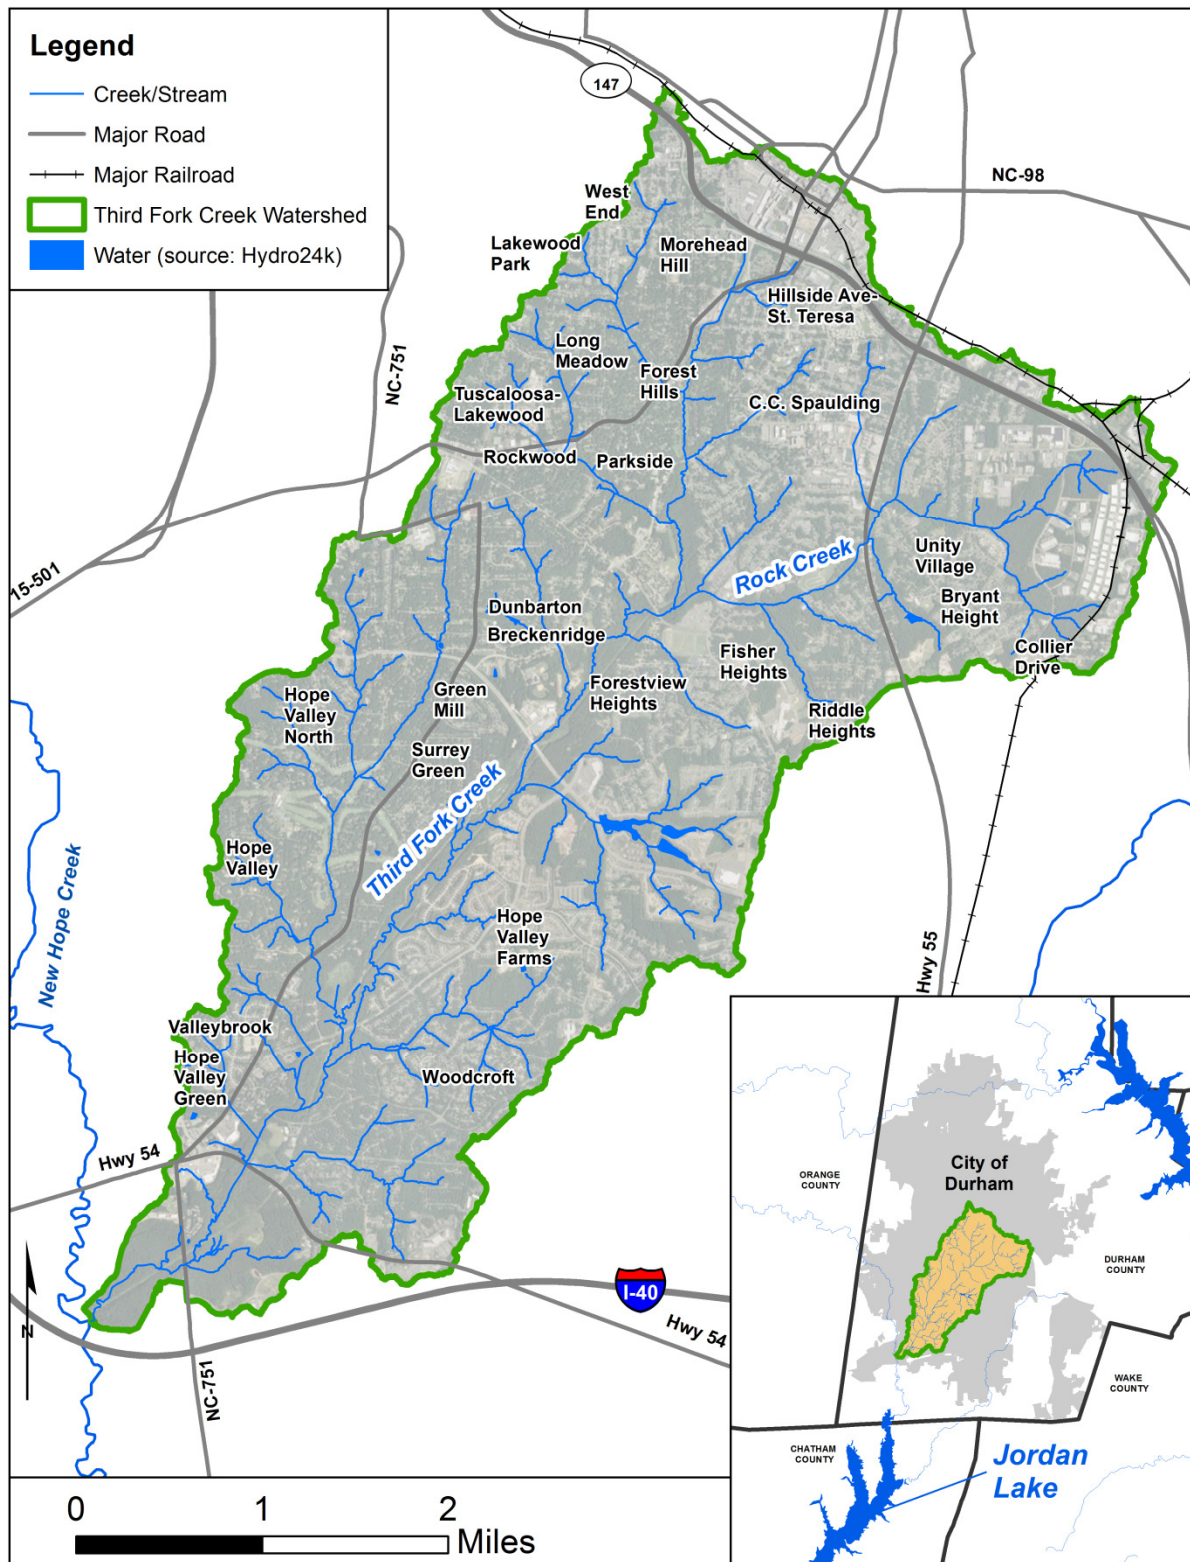 Legend
Creek/Stream
Major Road
Major Railroad
Third Fork Creek Watershed
Water (source: Hydro24k)
147
NC-98
West
End
Lakewood
Park
Morehead
Hill
NC-751
Hillside Ave-
St. Teresa
Long
Meadow
Forest
Hills
Tuscaloosa-
Lakewood
C.C. Spaulding
Rockwood
Parkside
15-501
Rock Creek
Unity
Village
Bryant
Height
Dunbarton
Breckenridge
Fisher
Heights
Collier
Drive
Hope
Valley
North
Green
Mill
Forestview
Heights
Riddle
Heights
Surrey
Green
Third Fork Creek
Hope
Valley
New Hope Creek
Hope
Valley
Farms
Hwy 55
Valleybrook
Hope
Valley
Green
Woodcroft
Hwy 54
I-40
Hwy 54
NC-751
N
City of
Durham
ORANGE
COUNTY
DURHAM
COUNTY
WAKE
COUNTY
CHATHAM
COUNTY
Jordan
Lake
0 1 2
Miles